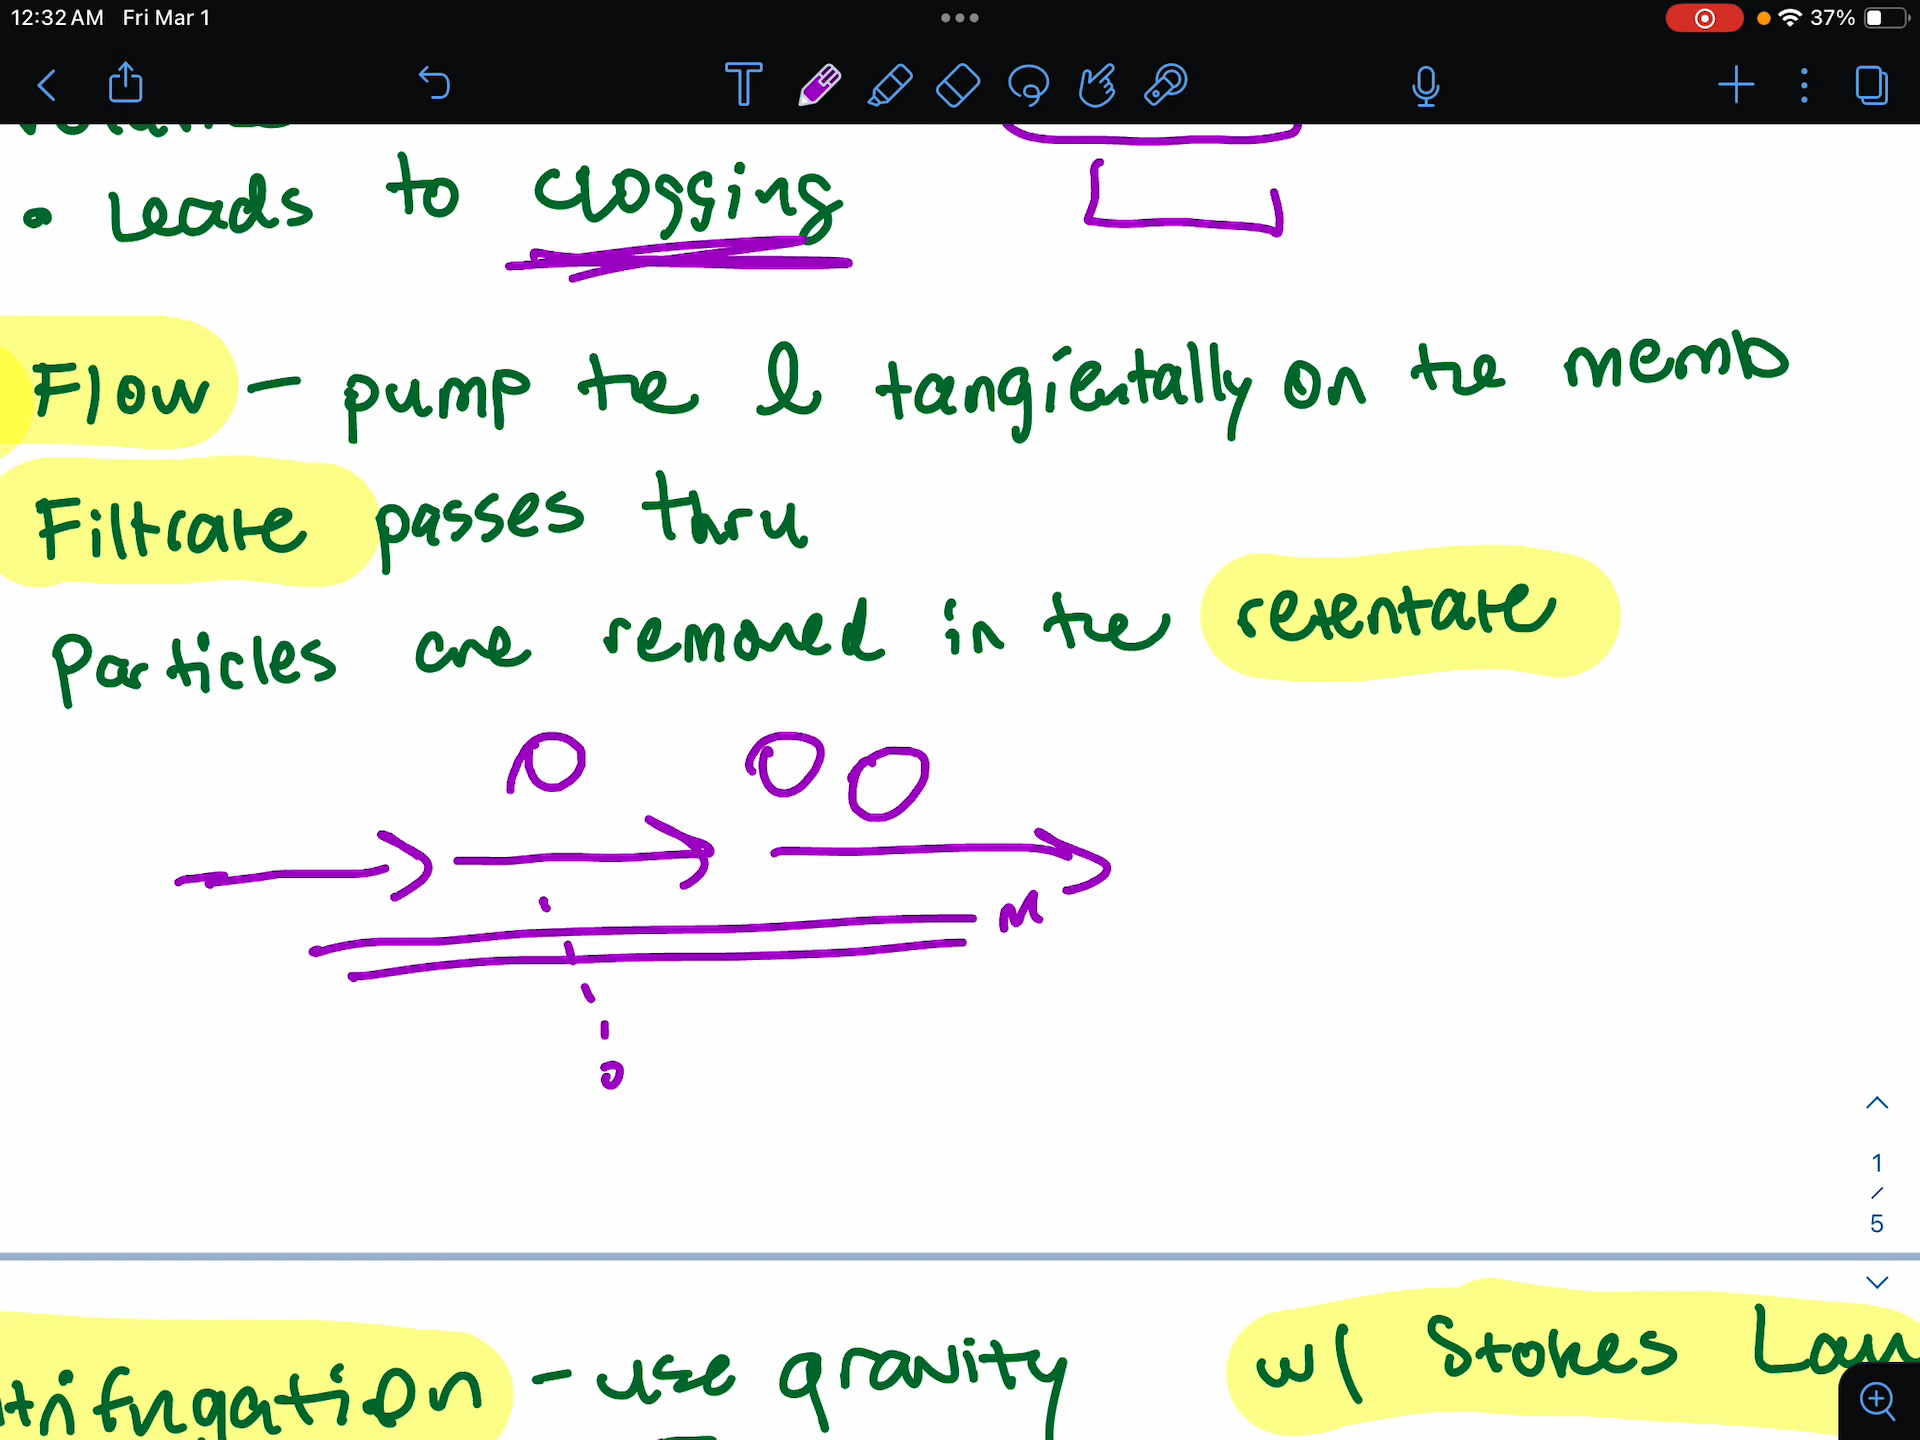 12:32 AM Fri Mar 1
37%
T
• Leads to clogging
Flow - pump the l tangientally on the memb
Filtrate passes thru
Particles are removed in the retentate
M
1
/
5
- use gravity w/ Stokes Law